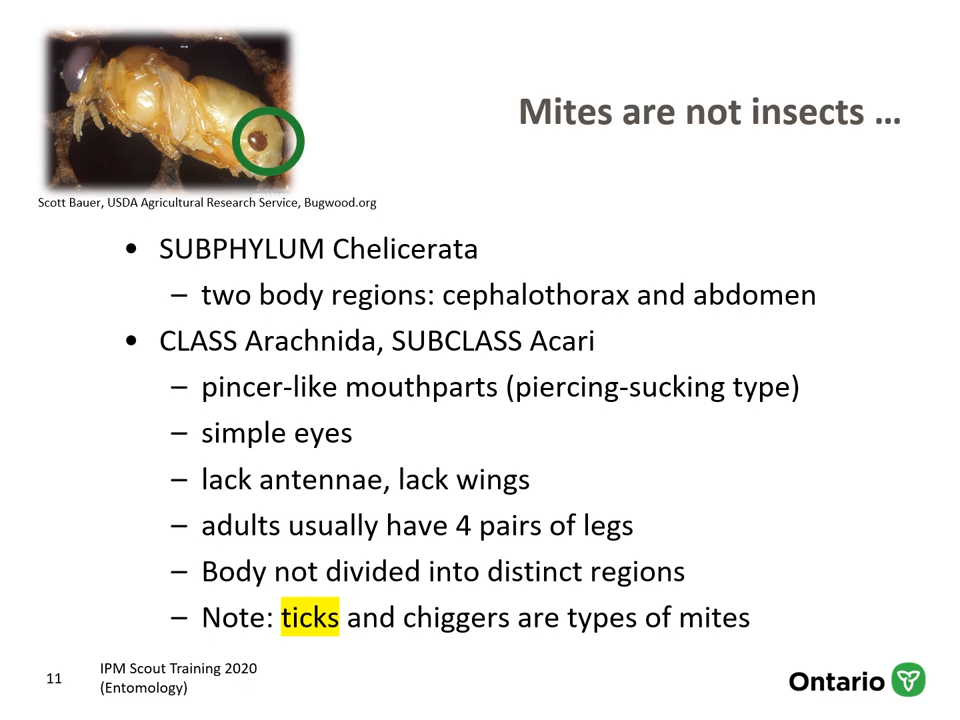 Mites are not insects …
Scott Bauer, USDA Agricultural Research Service, Bugwood.org
• SUBPHYLUM Chelicerata
– two body regions: cephalothorax and abdomen
• CLASS Arachnida, SUBCLASS Acari
– pincer-like mouthparts (piercing-sucking type)
– simple eyes
– lack antennae, lack wings
– adults usually have 4 pairs of legs
– Body not divided into distinct regions
– Note: ticks and chiggers are types of mites
11
IPM Scout Training 2020
(Entomology)
Ontario